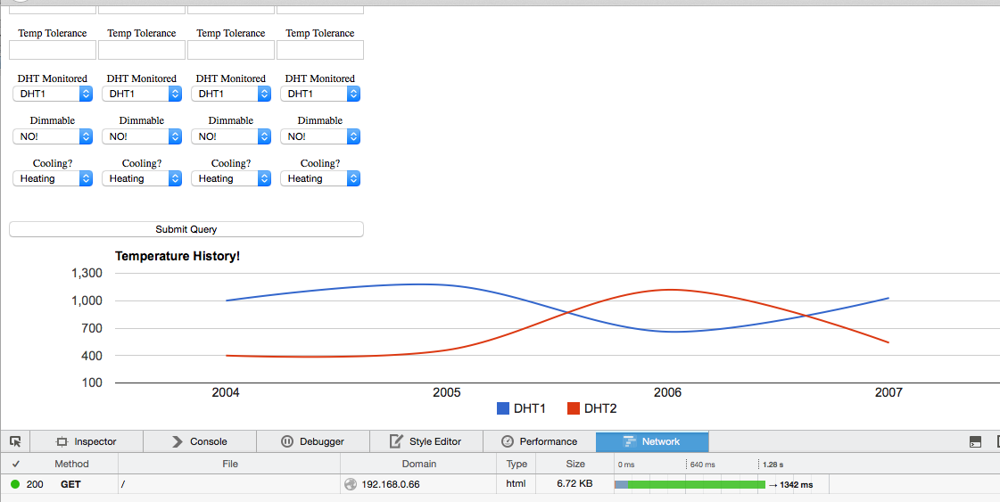 Temp Tolerance Temp Tolerance Temp Tolerance Temp Tolerance
DHT Monitored DHT Monitored DHT Monitored DHT Monitored
DHT1 DHT1 DHT1 DHT1
Dimmable Dimmable Dimmable Dimmable
NO! NO! NO! NO!
Cooling? Cooling? Cooling? Cooling?
Heating Heating Heating Heating
Submit Query
Temperature History!
1,300
1,000
700
400
100
2004 2005 2006 2007
DHT1 DHT2
Inspector Console Debugger Style Editor Performance Network
✓ Method File Domain Type Size 0 ms 640 ms 1.28 s
200 GET / 192.168.0.66 html 6.72 KB → 1342 ms